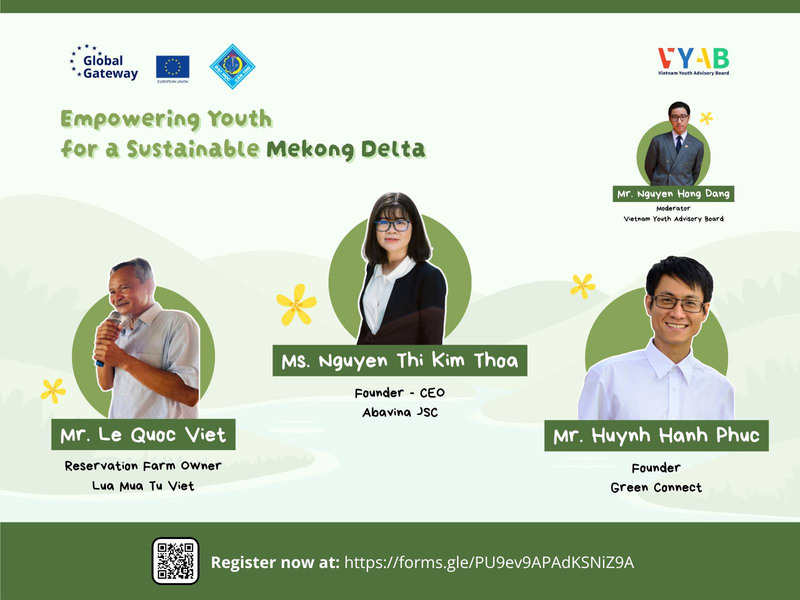 Global
Gateway
EUROPEAN UNION
VYAB
Vietnam Youth Advisory Board
Empowering Youth
for a Sustainable Mekong Delta
Mr. Nguyen Hong Dang
Moderator
Vietnam Youth Advisory Board
Ms. Nguyen Thi Kim Thoa
Founder - CEO
Abavina JSC
Mr. Le Quoc Viet
Reservation Farm Owner
Lua Mua Tu Viet
Mr. Huynh Hanh Phuc
Founder
Green Connect
Register now at: https://forms.gle/PU9ev9APAdKSNiZ9A